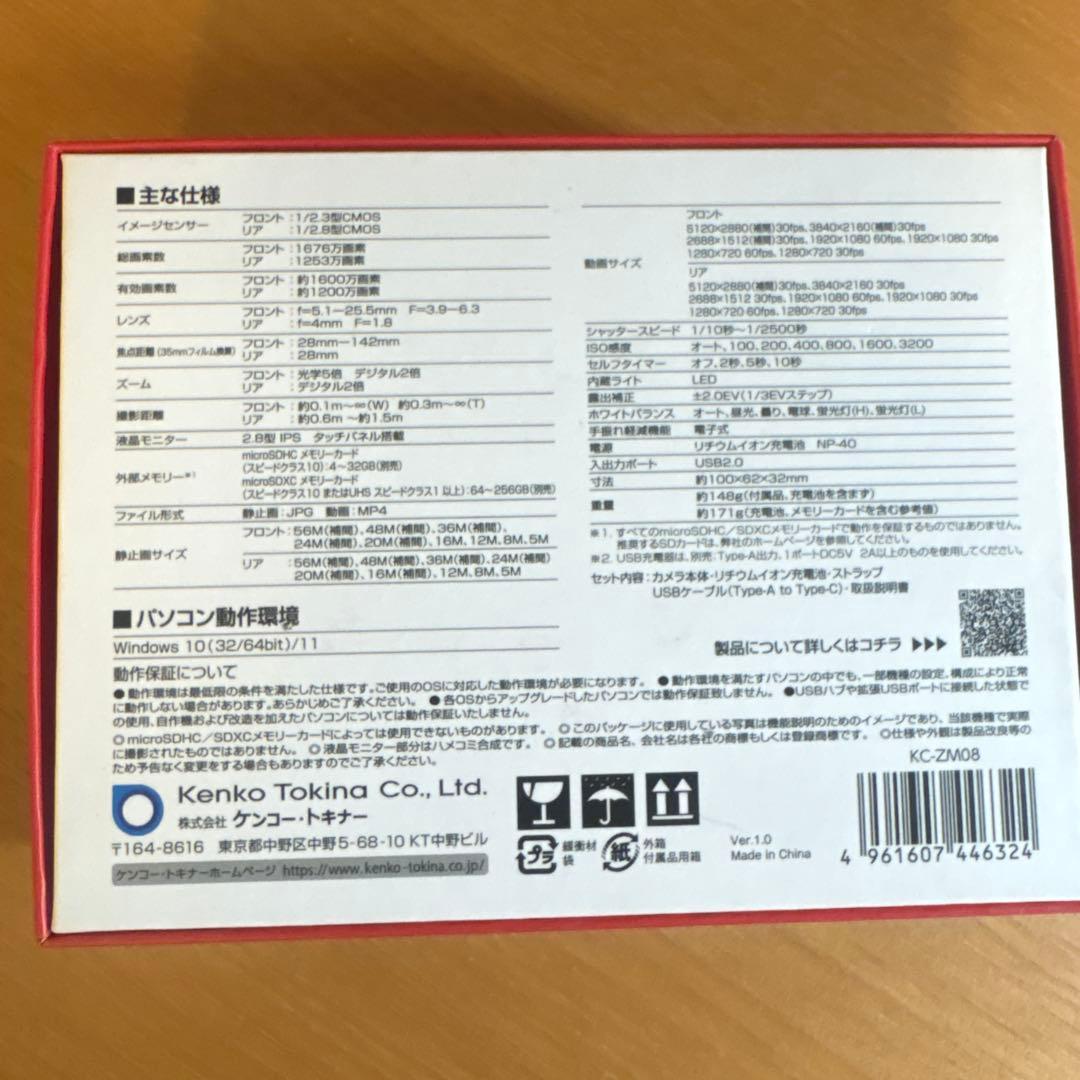 ■主な仕様
イメージセンサー フロント：1/2.3型CMOS
リア ：1/2.8型CMOS
総画素数 フロント：1676万画素
リア ：1253万画素
有効画素数 フロント：約1600万画素
リア ：約1200万画素
レンズ フロント：f=5.1−25.5mm F=3.9−6.3
リア ：f=4mm F=1.8
焦点距離(35mmフィルム換算) フロント：28mm−142mm
リア ：28mm
ズーム フロント：光学5倍 デジタル2倍
リア ：デジタル2倍
撮影距離 フロント：約0.1m〜∞(W) 約0.3m〜∞(T)
リア ：約0.6m 〜約1.5m
液晶モニター 2.8型 IPS タッチパネル搭載
外部メモリー※1 microSDHC メモリーカード
(スピードクラス10)：4〜32GB(別売)
microSDXC メモリーカード
(スピードクラス10 またはUHS スピードクラス1 以上)：64〜256GB(別売)
ファイル形式 静止画：JPG 動画：MP4
静止画サイズ フロント：56M(補間)、48M(補間)、36M(補間)、
24M(補間)、20M(補間)、16M、12M、8M、5M
リア ：56M(補間)、48M(補間)、36M(補間)、24M(補間)
20M(補間)、16M(補間)、12M、8M、5M
動画サイズ フロント
5120×2880(補間)30fps、3840×2160(補間)30fps
2688×1512(補間)30fps、1920×1080 60fps、1920×1080 30fps
1280×720 60fps、1280×720 30fps
リア
5120×2880(補間)30fps、3840×2160 30fps
2688×1512 30fps、1920×1080 60fps、1920×1080 30fps
1280×720 60fps、1280×720 30fps
シャッタースピード 1/10秒〜1/2500秒
ISO感度 オート、100、200、400、800、1600、3200
セルフタイマー オフ、2秒、5秒、10秒
内蔵ライト LED
露出補正 ±2.0EV(1/3EVステップ)
ホワイトバランス オート、昼光、曇り、電球、蛍光灯(H)、蛍光灯(L)
手振れ軽減機能 電子式
電源 リチウムイオン充電池 NP-40
入出力ポート USB2.0
寸法 約100×62×32mm
重量 約148g(付属品、充電池を含まず)
約171g(充電池、メモリーカードを含む参考値)
※1. すべてのmicroSDHC／SDXCメモリーカードで動作を保証するものではありません。
推奨するSDカードは、弊社のホームページを参照してください。
※2. USB充電器は、別売：Type-A出力、1ポートDC5V 2A以上のものを使用してください。
セット内容：カメラ本体・リチウムイオン充電池・ストラップ
USBケーブル(Type-A to Type-C)・取扱説明書
製品について詳しくはコチラ ▶▶▶
■パソコン動作環境
Windows 10(32/64bit)/11
動作保証について
●動作環境は最低限の条件を満たした仕様です。ご使用のOSに対応した動作環境が必要になります。 ●動作環境を満たすパソコンの中でも、一部機種の設定、構成により正常
に動作しない場合があります。あらかじめご了承ください。 ●各OSからアップグレードしたパソコンでは動作保証致しません。 ●USBハブや拡張USBポートに接続した状態で
の使用、自作機および改造を加えたパソコンについては動作保証いたしません。
◎microSDHC／SDXCメモリーカードによっては使用できないものがあります。 ◎このパッケージに使用している写真は機能説明のためのイメージであり、当該機種で実際
に撮影されたものではありません。 ◎液晶モニター部分はハメコミ合成です。 ◎記載の商品名、会社名は各社の商標もしくは登録商標です。 ◎仕様や外観は製品改良等の
ため予告なく変更をする場合もありますのでご了承ください。
KC-ZM08
Kenko Tokina Co., Ltd.
株式会社 ケンコー・トキナー
〒164-8616 東京都中野区中野5-68-10 KT中野ビル
ケンコー・トキナーホームページ https://www.kenko-tokina.co.jp/
プラ 緩衝材
袋
紙 外箱
付属品用箱
Ver.1.0
Made in China
4 961607 446324